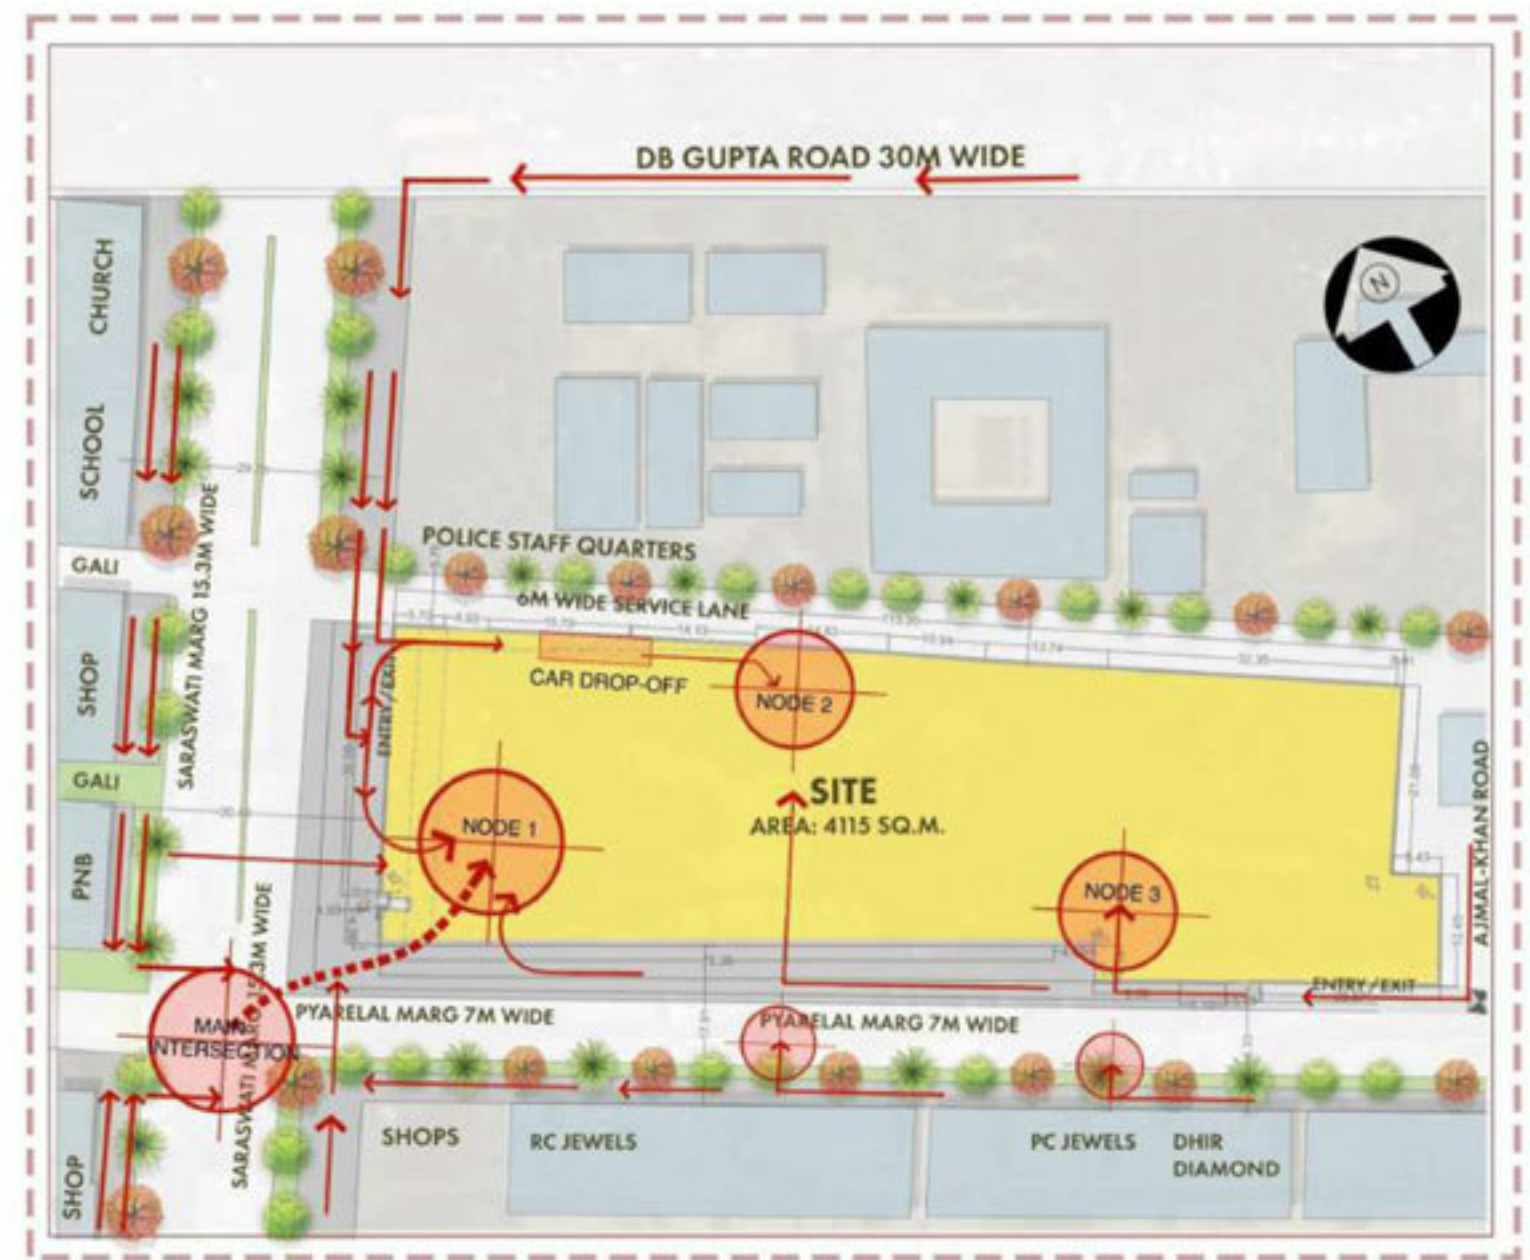 DB GUPTA ROAD 30M WIDE
N
CHURCH
SCHOOL
GALI
SARASWATI MARG 15.3M WIDE
POLICE STAFF QUARTERS
6M WIDE SERVICE LANE
SHOP
ENTRY/EXIT
CAR DROP-OFF
NODE 2
GALI
SITE
AREA: 4115 SQ.M.
NODE 1
AJMAL-KHAN ROAD
PNB
NODE 3
SARASWATI MARG 15.3M WIDE
ENTRY/EXIT
PYARELAL MARG 7M WIDE
PYARELAL MARG 7M WIDE
MAIN
INTERSECTION
SHOP
SHOPS
RC JEWELS
PC JEWELS
DHIR
DIAMOND